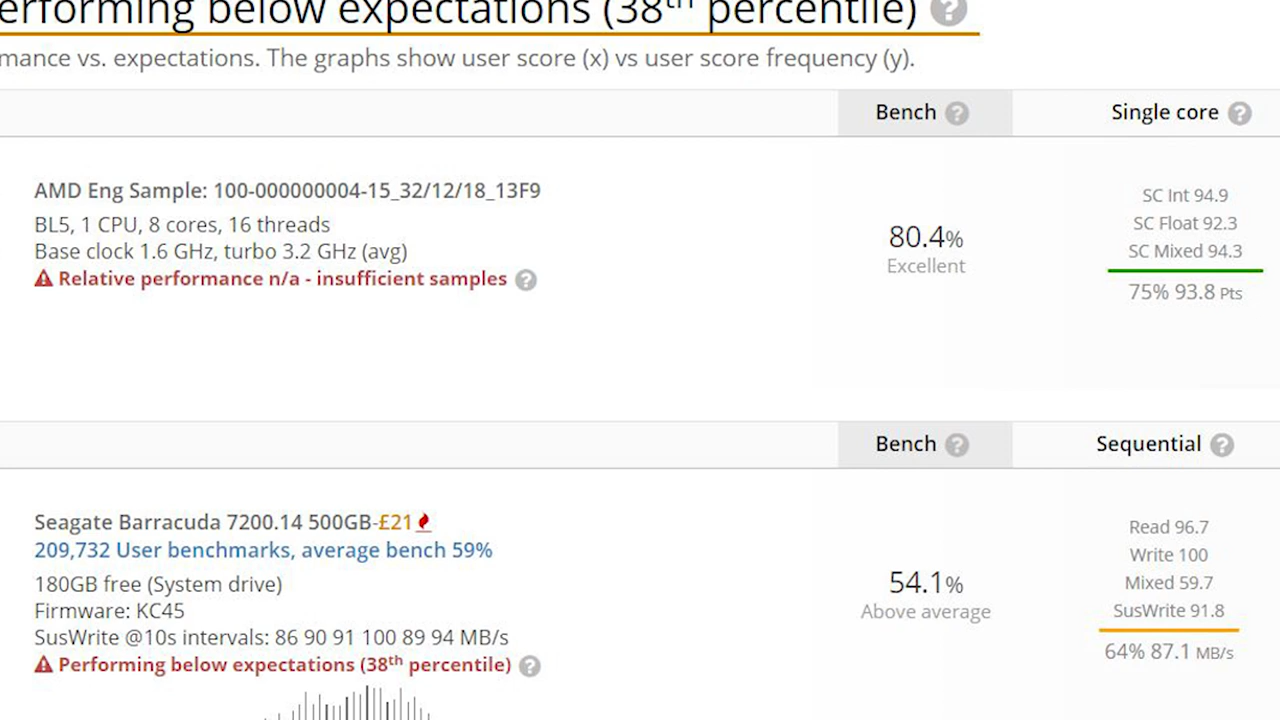 erforming below expectations (38th percentile) ?
mance vs. expectations. The graphs show user score (x) vs user score frequency (y).
Bench ? Single core ?
AMD Eng Sample: 100-000000004-15_32/12/18_13F9
BL5, 1 CPU, 8 cores, 16 threads
Base clock 1.6 GHz, turbo 3.2 GHz (avg)
Relative performance n/a - insufficient samples ?
80.4%
Excellent
SC Int 94.9
SC Float 92.3
SC Mixed 94.3
75% 93.8 Pts
Bench ? Sequential ?
Seagate Barracuda 7200.14 500GB-£21
209,732 User benchmarks, average bench 59%
180GB free (System drive)
Firmware: KC45
SusWrite @10s intervals: 86 90 91 100 89 94 MB/s
Performing below expectations (38th percentile) ?
54.1%
Above average
Read 96.7
Write 100
Mixed 59.7
SusWrite 91.8
64% 87.1 MB/s